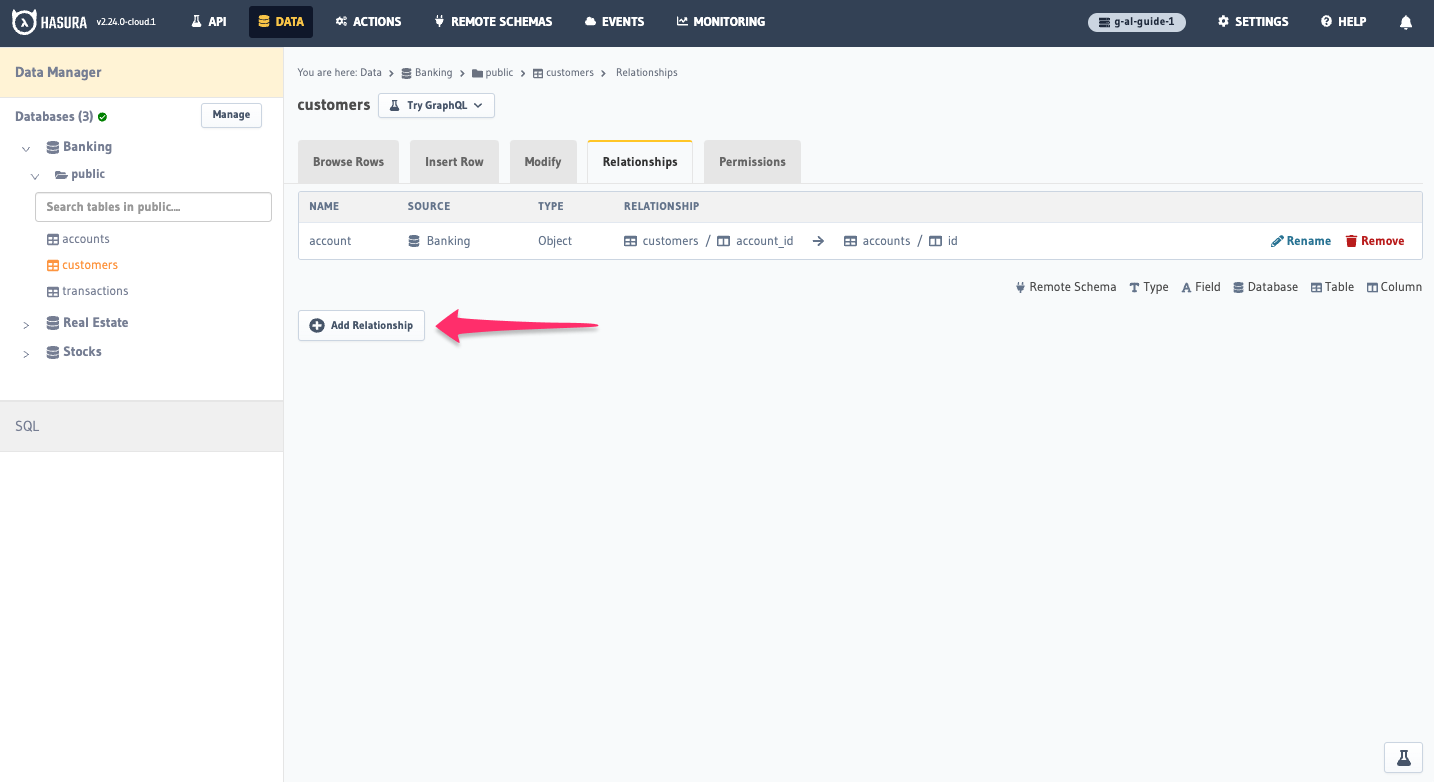 HASURA v2.24.0-cloud.1 API DATA ACTIONS REMOTE SCHEMAS EVENTS MONITORING g-al-guide-1 SETTINGS HELP
Data Manager
Databases (3) Manage
Banking
public
Search tables in public....
accounts
customers
transactions
Real Estate
Stocks
SQL
You are here: Data > Banking > public > customers > Relationships
customers Try GraphQL
Browse Rows Insert Row Modify Relationships Permissions
NAME SOURCE TYPE RELATIONSHIP
account Banking Object customers / account_id → accounts / id Rename Remove
Remote Schema Type Field Database Table Column
Add Relationship